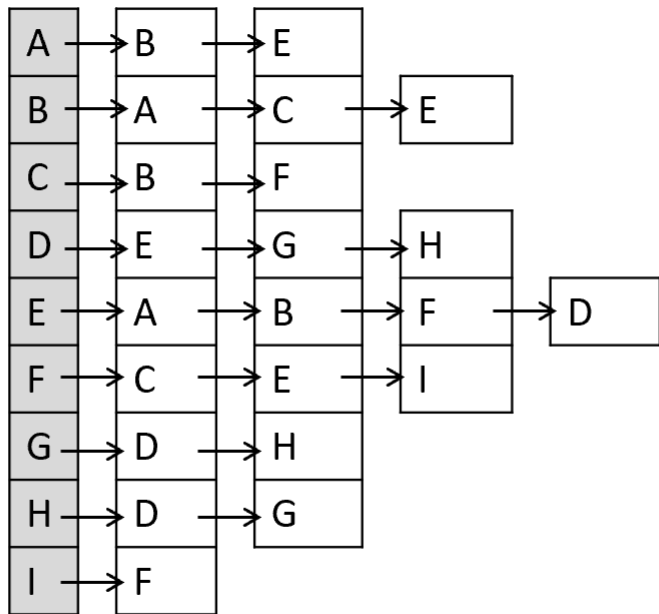 A B E
B A C E
C B F
D E G H
E A B F D
F C E I
G D H
H D G
I F